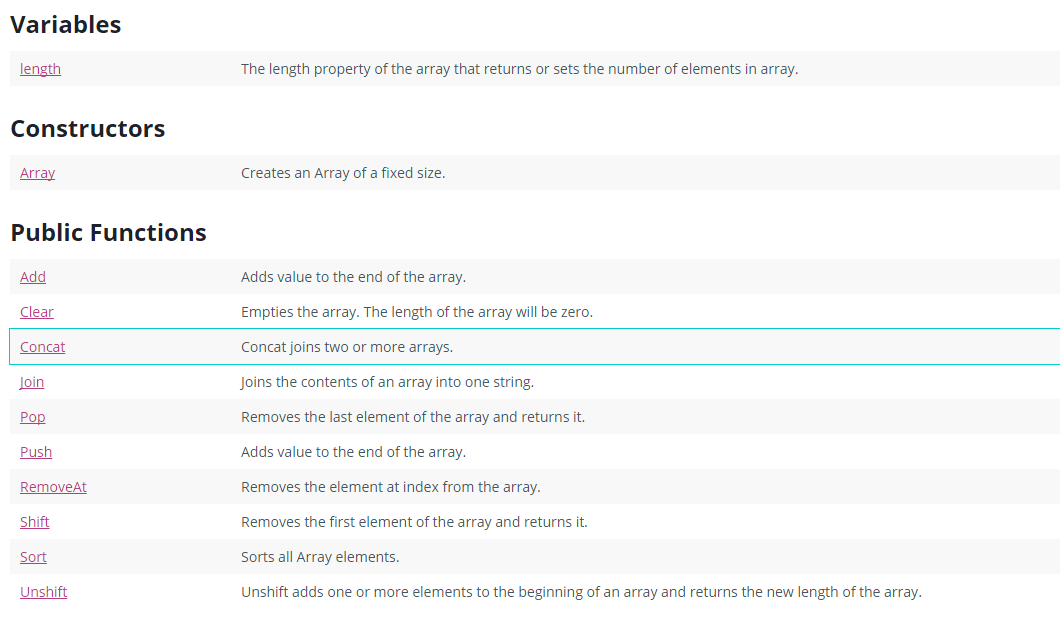 Variables
length The length property of the array that returns or sets the number of elements in array.
Constructors
Array Creates an Array of a fixed size.
Public Functions
Add Adds value to the end of the array.
Clear Empties the array. The length of the array will be zero.
Concat Concat joins two or more arrays.
Join Joins the contents of an array into one string.
Pop Removes the last element of the array and returns it.
Push Adds value to the end of the array.
RemoveAt Removes the element at index from the array.
Shift Removes the first element of the array and returns it.
Sort Sorts all Array elements.
Unshift Unshift adds one or more elements to the beginning of an array and returns the new length of the array.